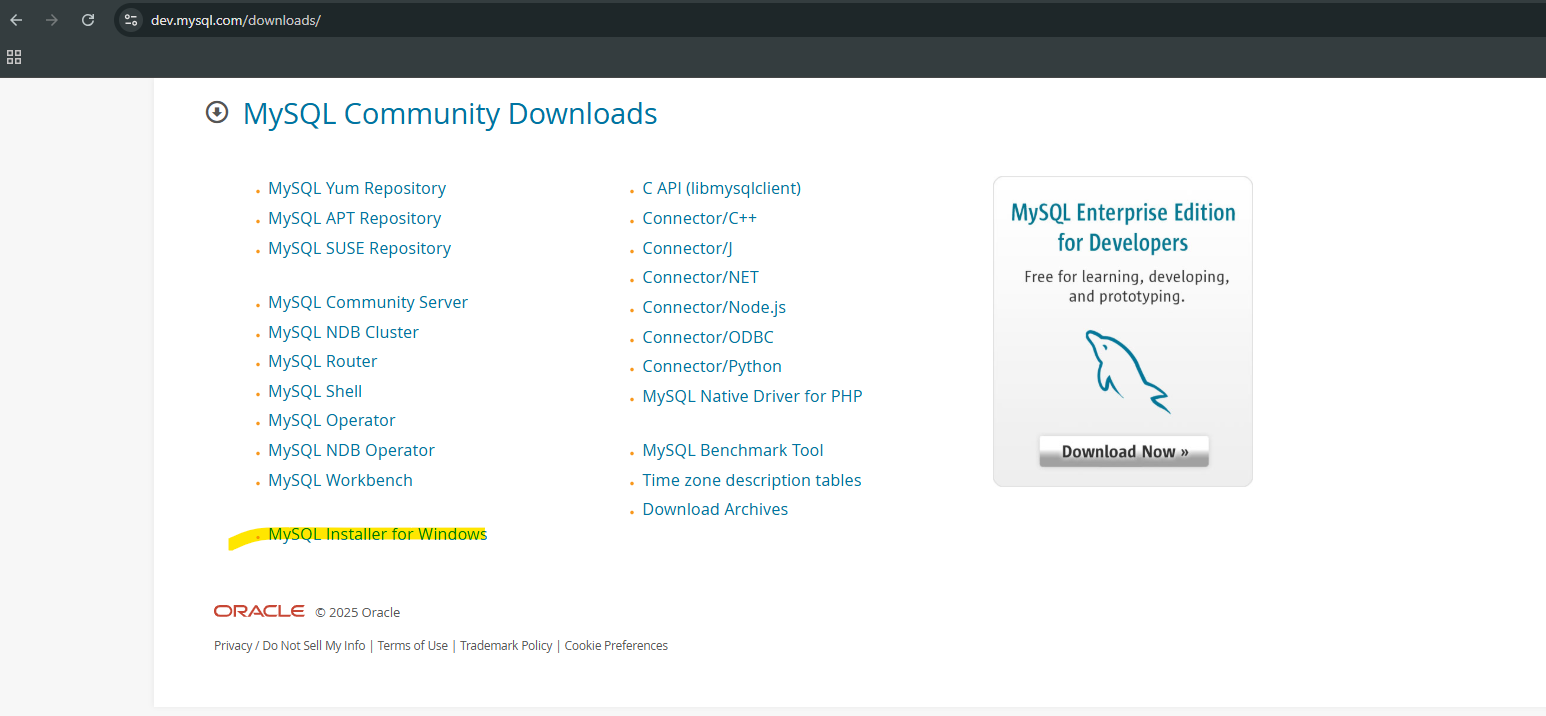 dev.mysql.com/downloads/
MySQL Community Downloads
MySQL Yum Repository
MySQL APT Repository
MySQL SUSE Repository
MySQL Community Server
MySQL NDB Cluster
MySQL Router
MySQL Shell
MySQL Operator
MySQL NDB Operator
MySQL Workbench
MySQL Installer for Windows
C API (libmysqlclient)
Connector/C++
Connector/J
Connector/NET
Connector/Node.js
Connector/ODBC
Connector/Python
MySQL Native Driver for PHP
MySQL Benchmark Tool
Time zone description tables
Download Archives
MySQL Enterprise Edition
for Developers
Free for learning, developing,
and prototyping.
Download Now »
ORACLE © 2025 Oracle
Privacy / Do Not Sell My Info | Terms of Use | Trademark Policy | Cookie Preferences